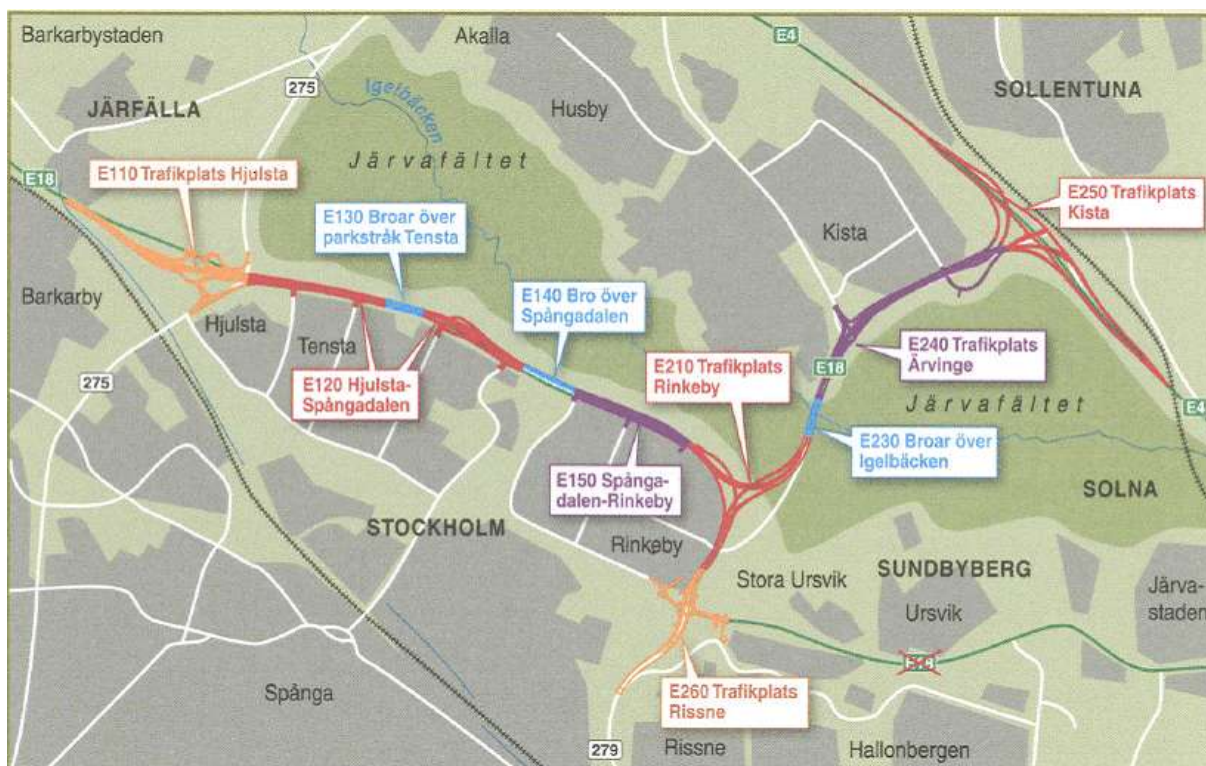 Barkarbystaden
Akalla
E4
JÄRFÄLLA
275
Igelbäcken
Husby
SOLLENTUNA
Järvafältet
E18
E110 Trafikplats Hjulsta
E130 Broar över
parkstråk Tensta
Kista
E250 Trafikplats
Kista
Barkarby
Hjulsta
Tensta
E140 Bro över
Spångadalen
E210 Trafikplats
Rinkeby
E18
E240 Trafikplats
Ärvinge
275
E120 Hjulsta-
Spångadalen
Järvafältet
E4
E230 Broar över
Igelbäcken
E150 Spånga-
dalen-Rinkeby
SOLNA
STOCKHOLM
Rinkeby
Stora Ursvik
SUNDBYBERG
Ursvik
Järva-
staden
Spånga
E260 Trafikplats
Rissne
279
Rissne
Hallonbergen